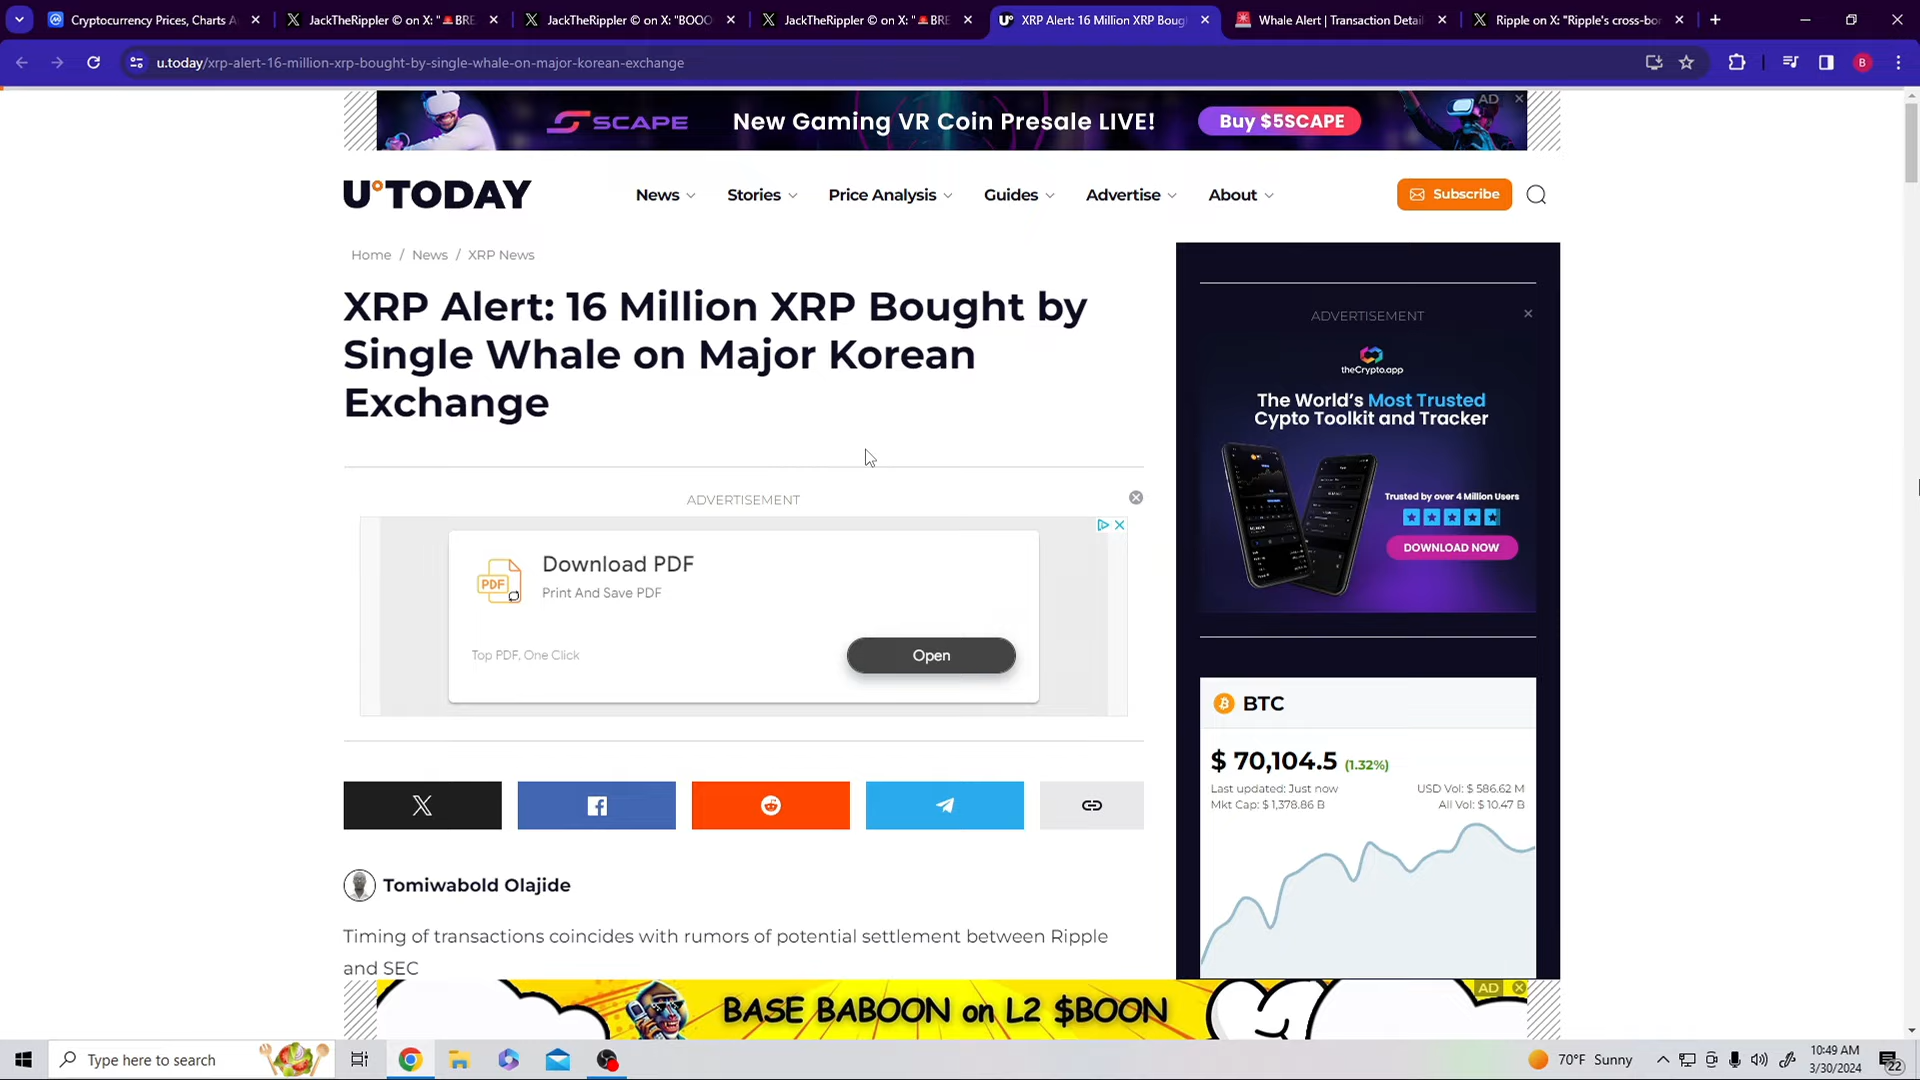 Cryptocurrency Prices, Charts A
JackTheRippler © on X: "🚨BRE
JackTheRippler © on X: "BOOO
JackTheRippler © on X: "🚨BRE
XRP Alert: 16 Million XRP Boug
Whale Alert | Transaction Detail
Ripple on X: "Ripple's cross-bo
u.today/xrp-alert-16-million-xrp-bought-by-single-whale-on-major-korean-exchange
B
SCAPE
New Gaming VR Coin Presale LIVE!
Buy $5SCAPE
AD
U°TODAY
News
Stories
Price Analysis
Guides
Advertise
About
Subscribe
Home / News / XRP News
XRP Alert: 16 Million XRP Bought by
Single Whale on Major Korean
Exchange
ADVERTISEMENT
PDF
Download PDF
Print And Save PDF
Top PDF, One Click
Open
Tomiwabold Olajide
Timing of transactions coincides with rumors of potential settlement between Ripple
and SEC
ADVERTISEMENT
theCrypto.app
The World's Most Trusted
Cypto Toolkit and Tracker
Trusted by over 4 Million Users
DOWNLOAD NOW
BTC
$ 70,104.5 (1.32%)
Last updated: Just now
USD Vol: $ 586.62 M
Mkt Cap: $ 1,378.86 B
All Vol: $ 10.47 B
BASE BABOON on L2 $BOON
AD
Type here to search
70°F Sunny
10:49 AM
3/30/2024
22